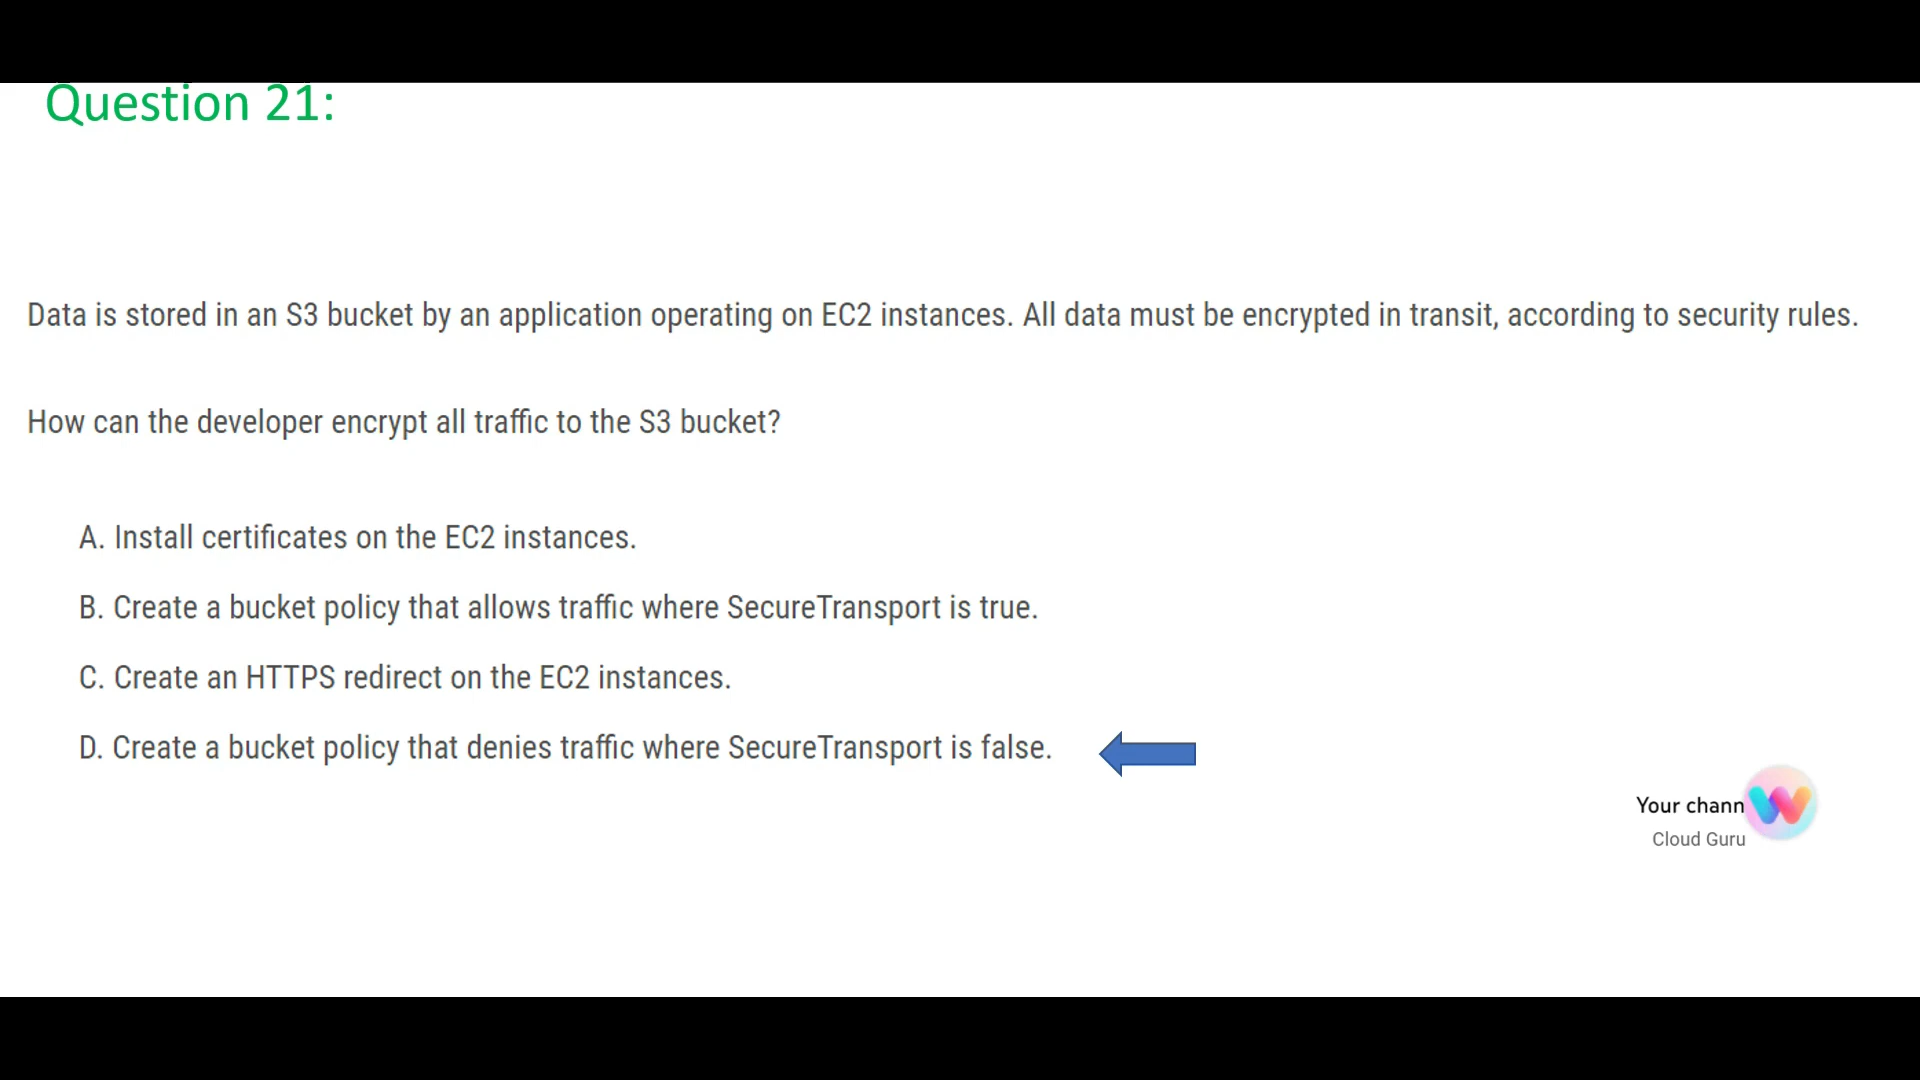 Question 21:
Data is stored in an S3 bucket by an application operating on EC2 instances. All data must be encrypted in transit, according to security rules.
How can the developer encrypt all traffic to the S3 bucket?
A. Install certificates on the EC2 instances.
B. Create a bucket policy that allows traffic where SecureTransport is true.
C. Create an HTTPS redirect on the EC2 instances.
D. Create a bucket policy that denies traffic where SecureTransport is false.
Your chann
Cloud Guru